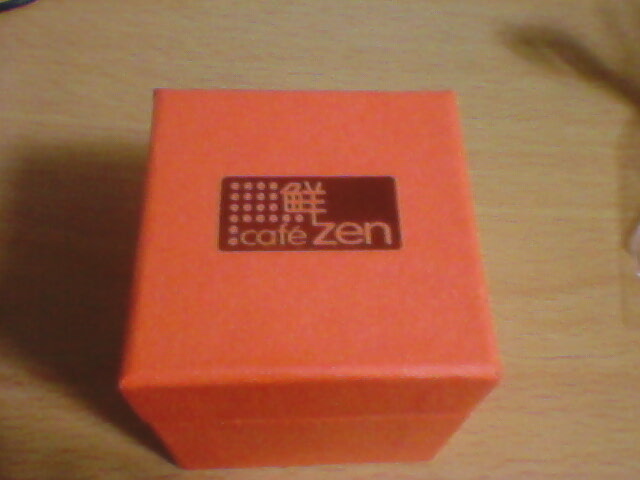 鮮
café zen